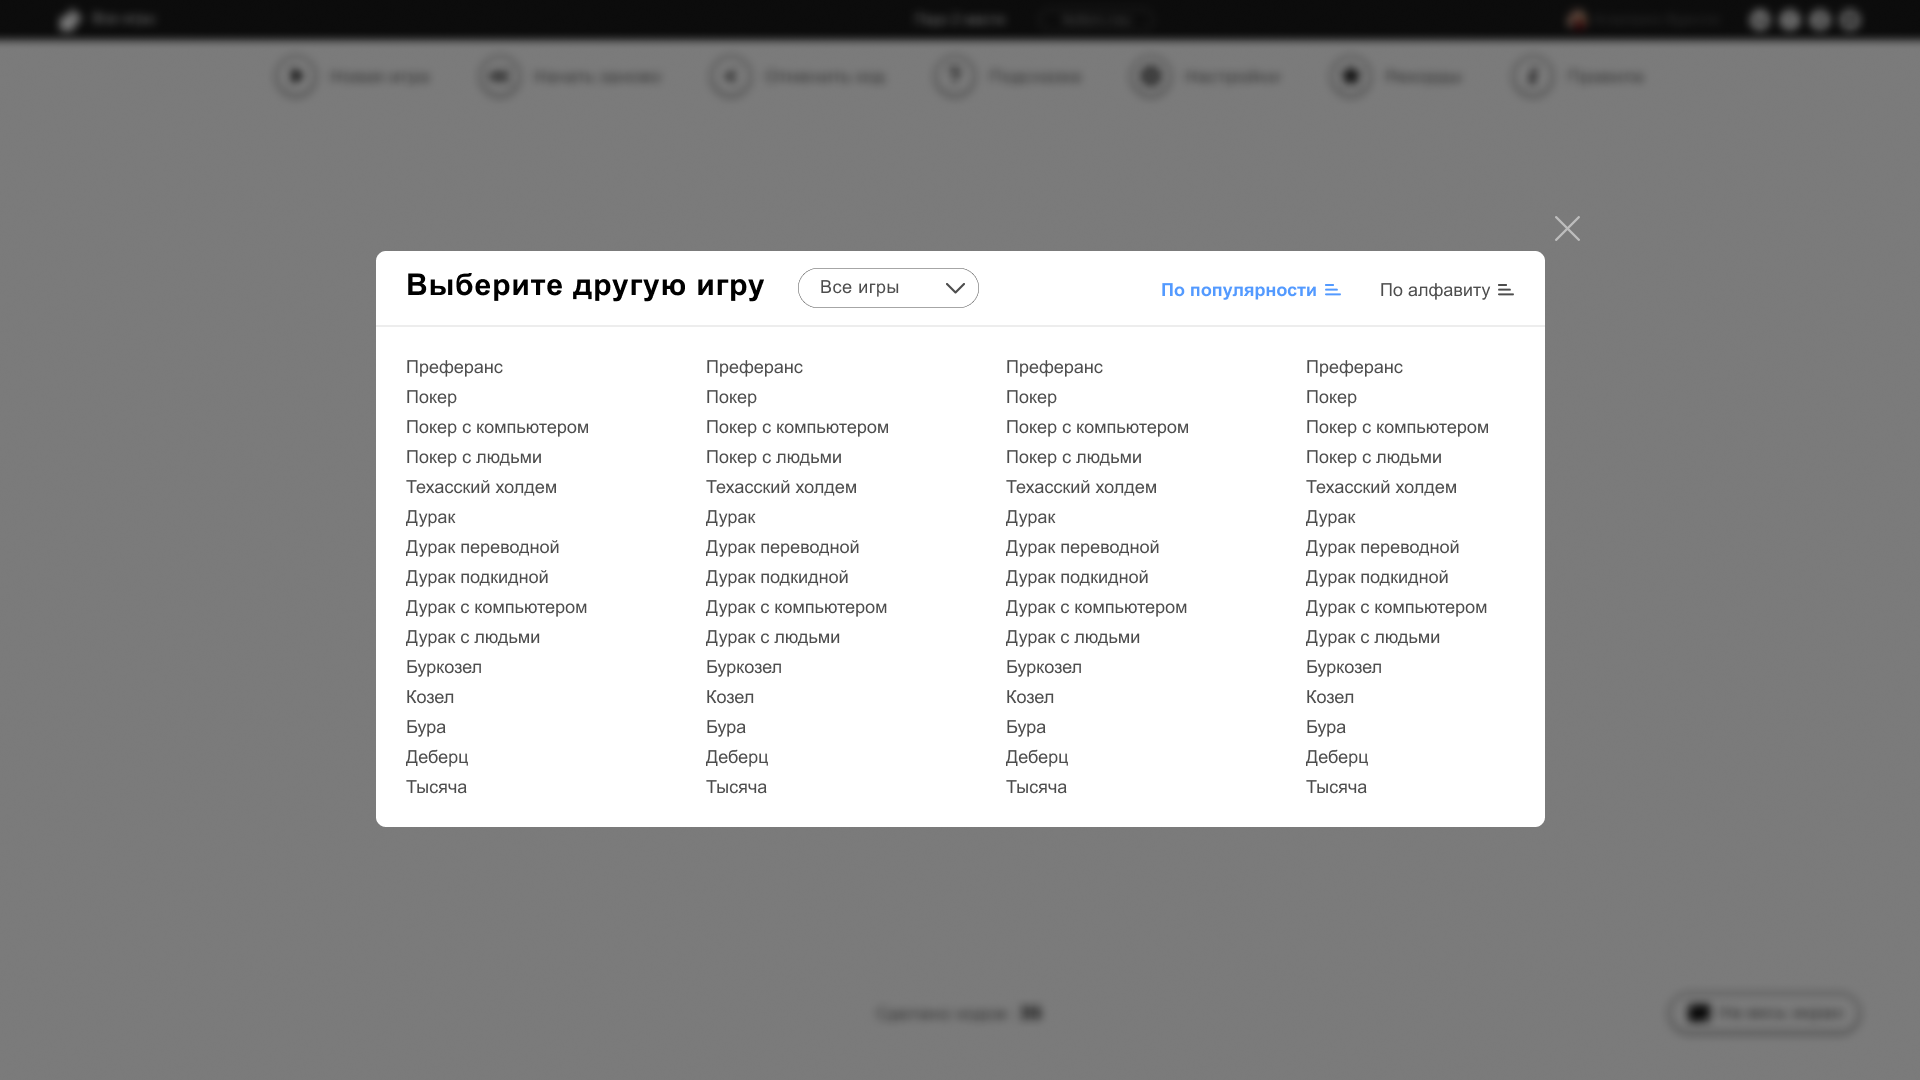 Выберите другую игру
Все игры
По популярности
По алфавиту
Преферанс
Покер
Покер с компьютером
Покер с людьми
Техасский холдем
Дурак
Дурак переводной
Дурак подкидной
Дурак с компьютером
Дурак с людьми
Буркозел
Козел
Бура
Деберц
Тысяча
Преферанс
Покер
Покер с компьютером
Покер с людьми
Техасский холдем
Дурак
Дурак переводной
Дурак подкидной
Дурак с компьютером
Дурак с людьми
Буркозел
Козел
Бура
Деберц
Тысяча
Преферанс
Покер
Покер с компьютером
Покер с людьми
Техасский холдем
Дурак
Дурак переводной
Дурак подкидной
Дурак с компьютером
Дурак с людьми
Буркозел
Козел
Бура
Деберц
Тысяча
Преферанс
Покер
Покер с компьютером
Покер с людьми
Техасский холдем
Дурак
Дурак переводной
Дурак подкидной
Дурак с компьютером
Дурак с людьми
Буркозел
Козел
Бура
Деберц
Тысяча